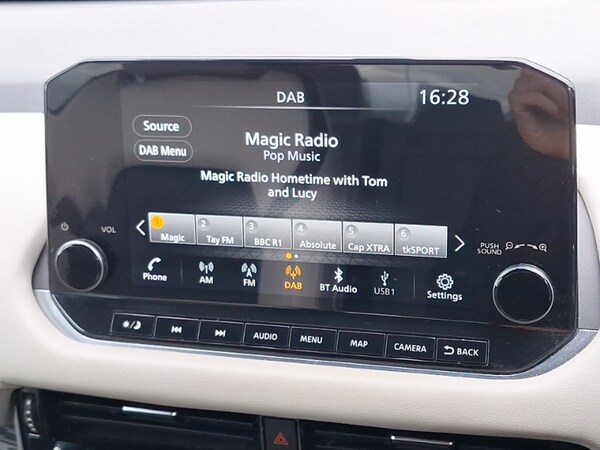 DAB
16:28
Source
DAB Menu
Magic Radio
Pop Music
Magic Radio Hometime with Tom
and Lucy
VOL
1 Magic
2 Tay FM
3 BBC R1
4 Absolute
5 Cap XTRA
6 tkSPORT
PUSH
SOUND
Phone
AM
FM
DAB
BT Audio
USB1
Settings
AUDIO
MENU
MAP
CAMERA
BACK